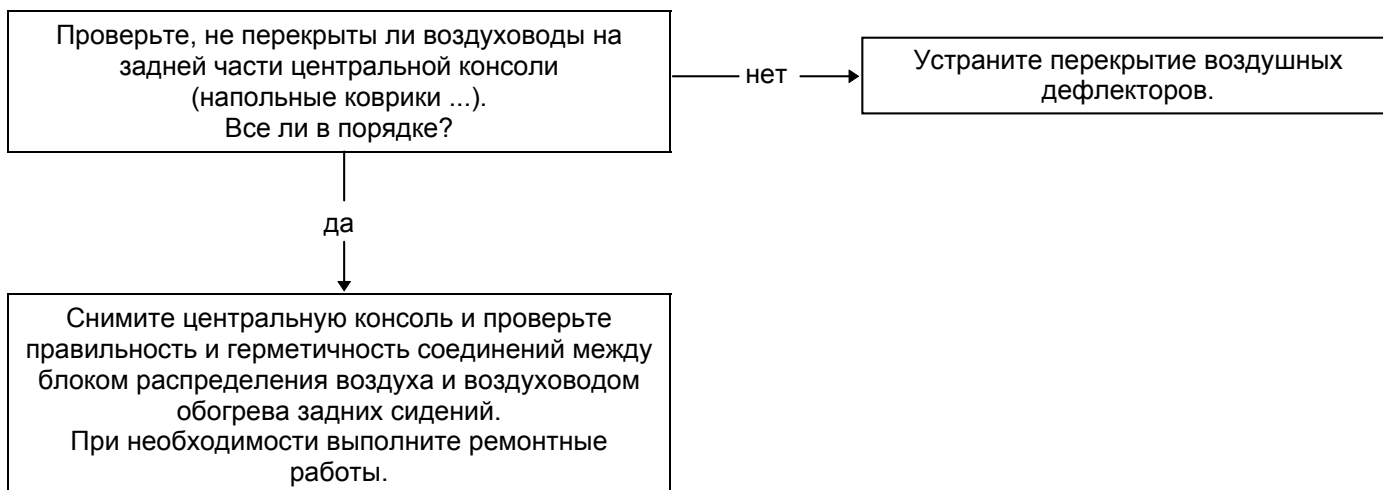 Проверьте, не перекрыты ли воздуховоды на
задней части центральной консоли
(напольные коврики ...).
Все ли в порядке?
нет
Устраните перекрытие воздушных
дефлекторов.
да
Снимите центральную консоль и проверьте
правильность и герметичность соединений между
блоком распределения воздуха и воздуховодом
обогрева задних сидений.
При необходимости выполните ремонтные
работы.